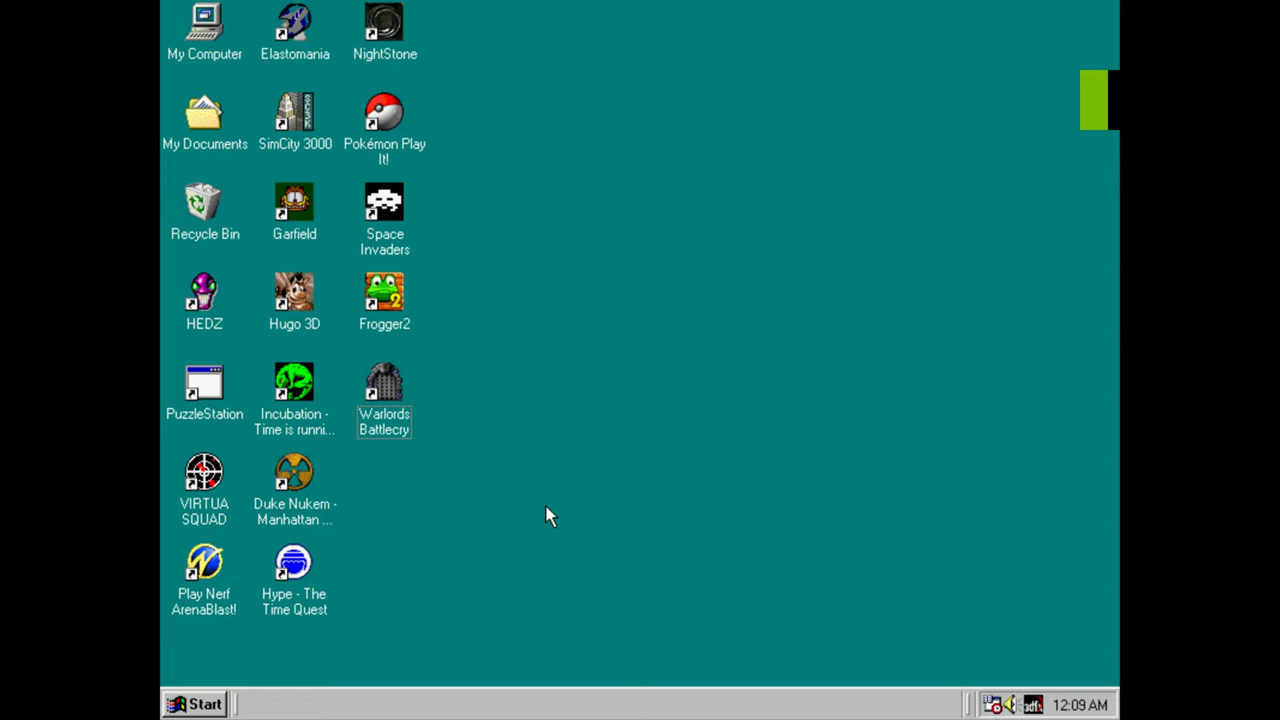 My Computer
Elastomania
NightStone
My Documents
SimCity 3000
Pokémon Play
It!
Recycle Bin
Garfield
Space
Invaders
HEDZ
Hugo 3D
Frogger2
2
PuzzleStation
Incubation -
Time is runni...
Warlords
Battlecry
VIRTUA
SQUAD
Duke Nukem -
Manhattan ...
Play Nerf
ArenaBlast!
Hype - The
Time Quest
Start
3dfx
12:09 AM